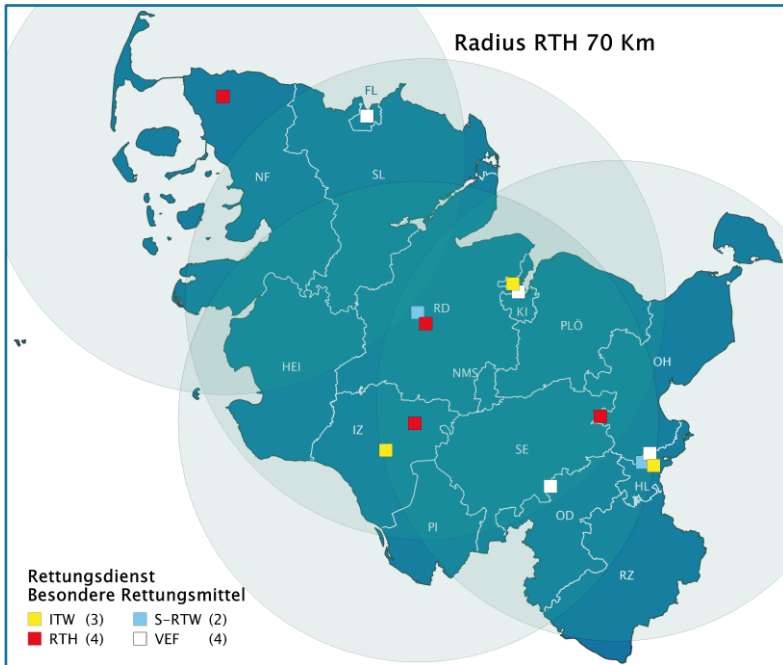 Radius RTH 70 Km
FL
NF
SL
RD
KI
PLÖ
OH
HEI
NMS
IZ
SE
HL
PI
OD
RZ
Rettungsdienst
Besondere Rettungsmittel
ITW (3) S-RTW (2)
RTH (4) VEF (4)